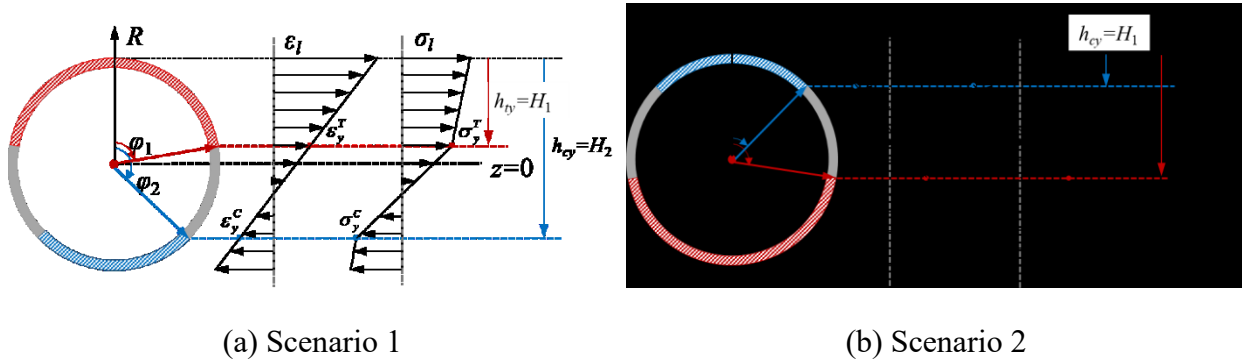 R
ε_l
σ_l
h_cy=H_1
h_ty=H_1
ε_y^T
σ_y^T
φ_1
h_cy=H_2
z=0
φ_2
ε_y^C
σ_y^C
(a) Scenario 1
(b) Scenario 2